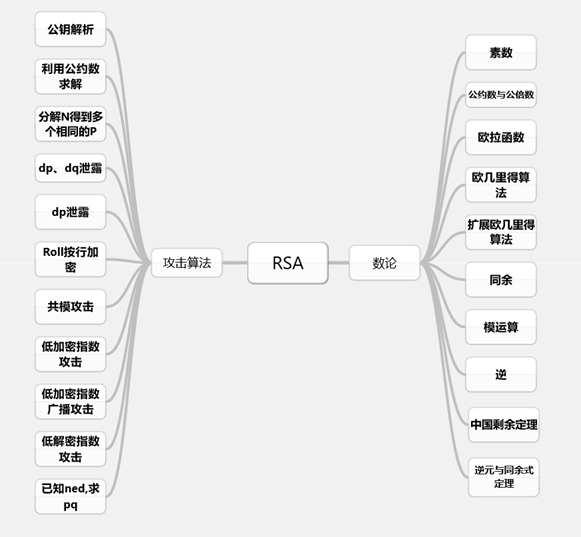 公钥解析
利用公约数
求解
分解N得到多
个相同的P
dp、dq泄露
dp泄露
Roll按行加
密
共模攻击
低加密指数
攻击
低加密指数
广播攻击
低解密指数
攻击
已知ned,求
pq
攻击算法
RSA
数论
素数
公约数与公倍数
欧拉函数
欧几里得算
法
扩展欧几里得
算法
同余
模运算
逆
中国剩余定理
逆元与同余式
定理